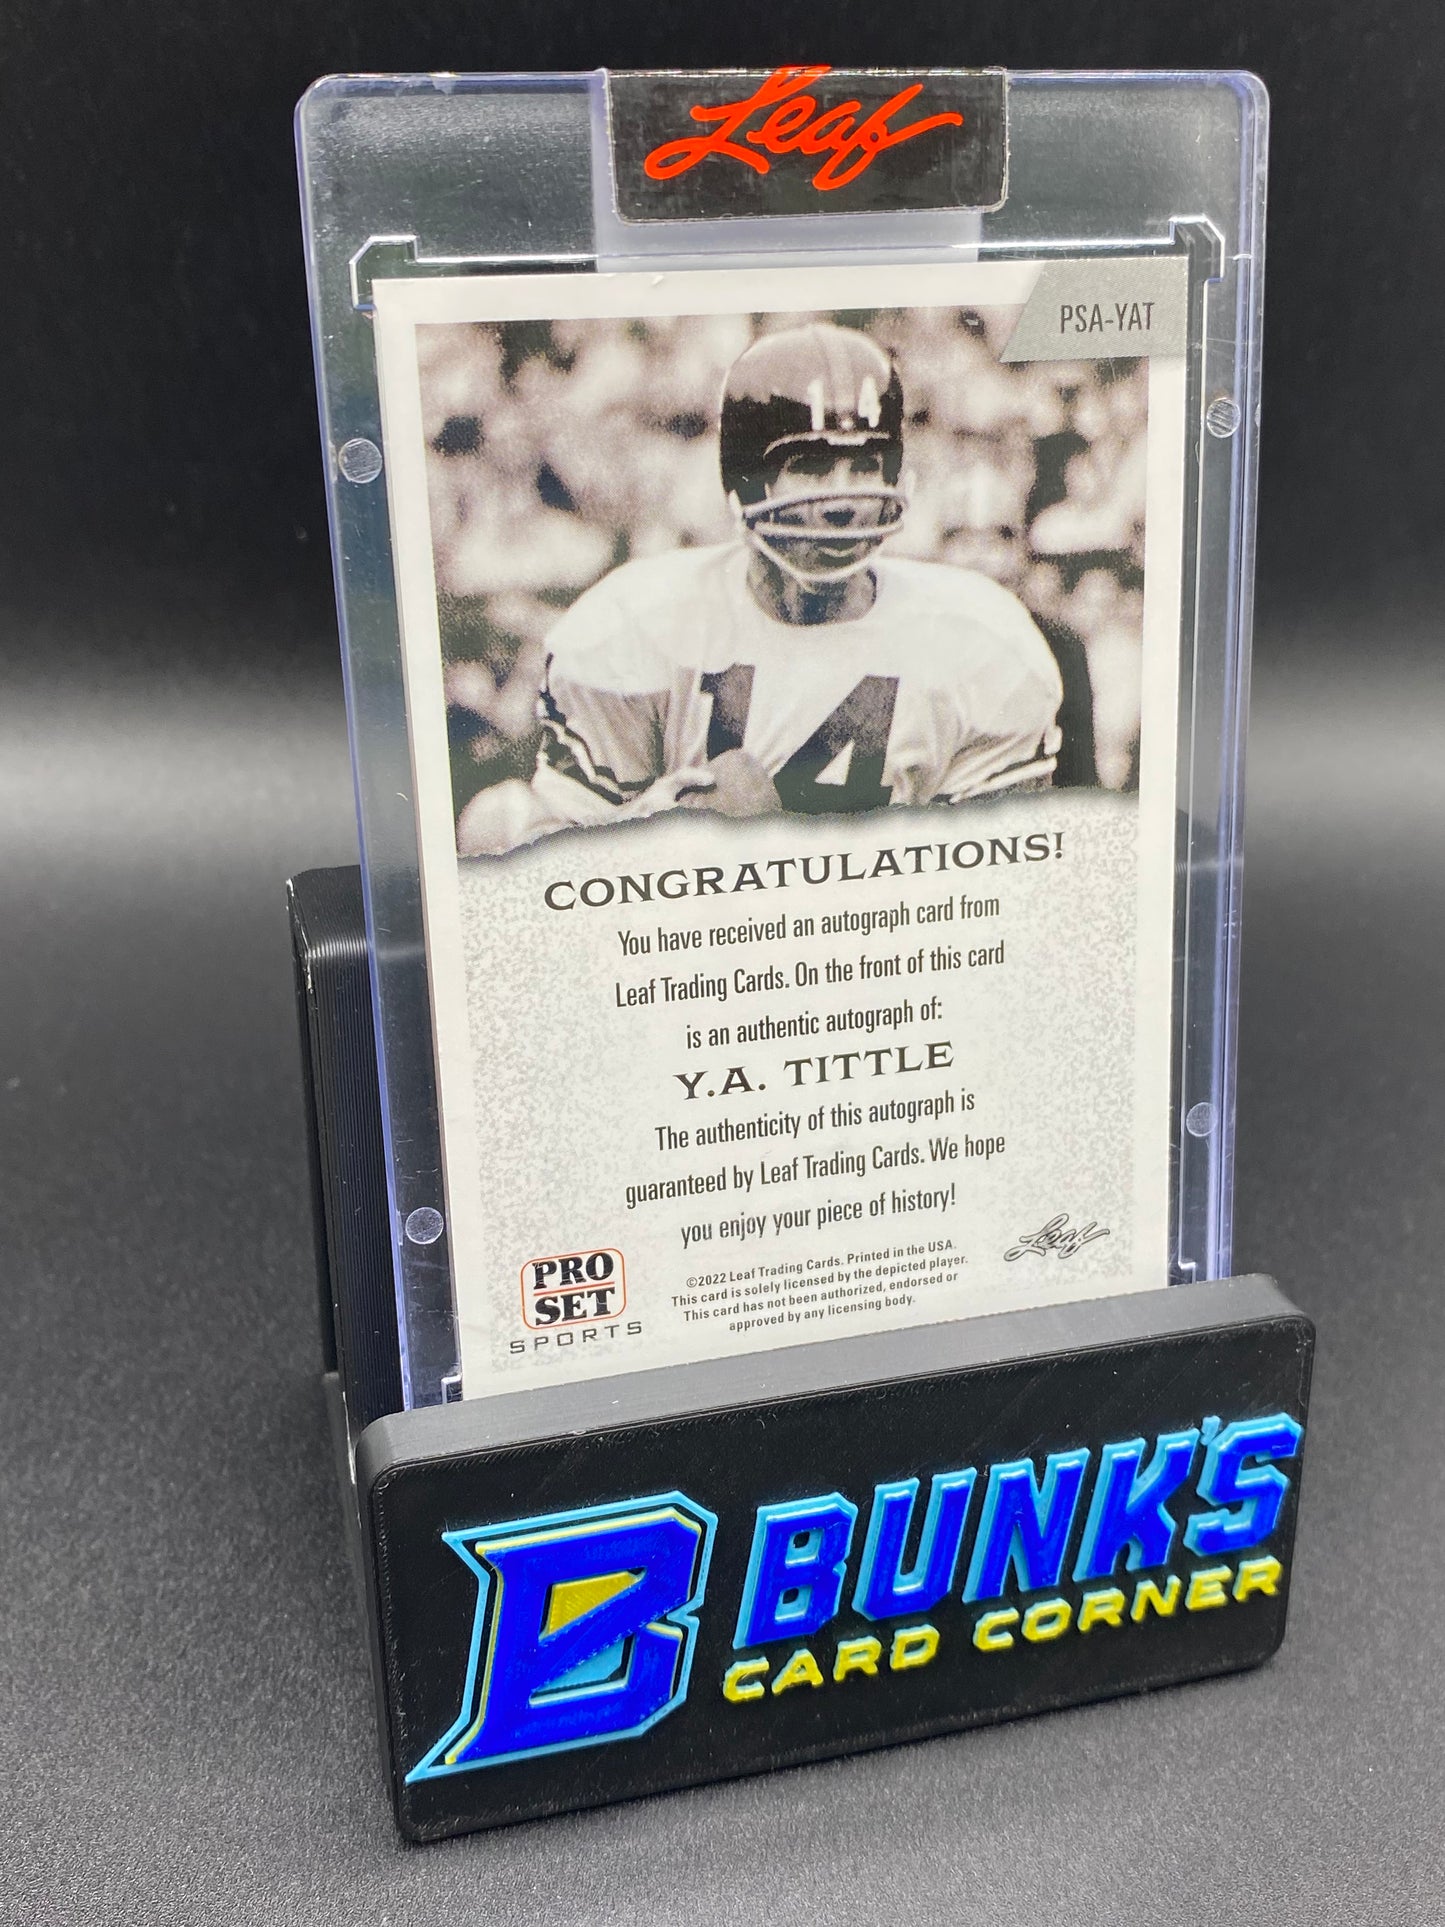 Leaf
PSA-YAT
14
14
CONGRATULATIONS!
You have received an autograph card from
Leaf Trading Cards. On the front of this card
is an authentic autograph of:
Y.A. TITTLE
The authenticity of this autograph is
guaranteed by Leaf Trading Cards. We hope
you enjoy your piece of history!
Leaf
PRO
SET
SPORTS
©2022 Leaf Trading Cards. Printed in the USA.
This card is solely licensed by the depicted player.
This card has not been authorized, endorsed or
approved by any licensing body.
B
BUNK'S
CARD CORNER